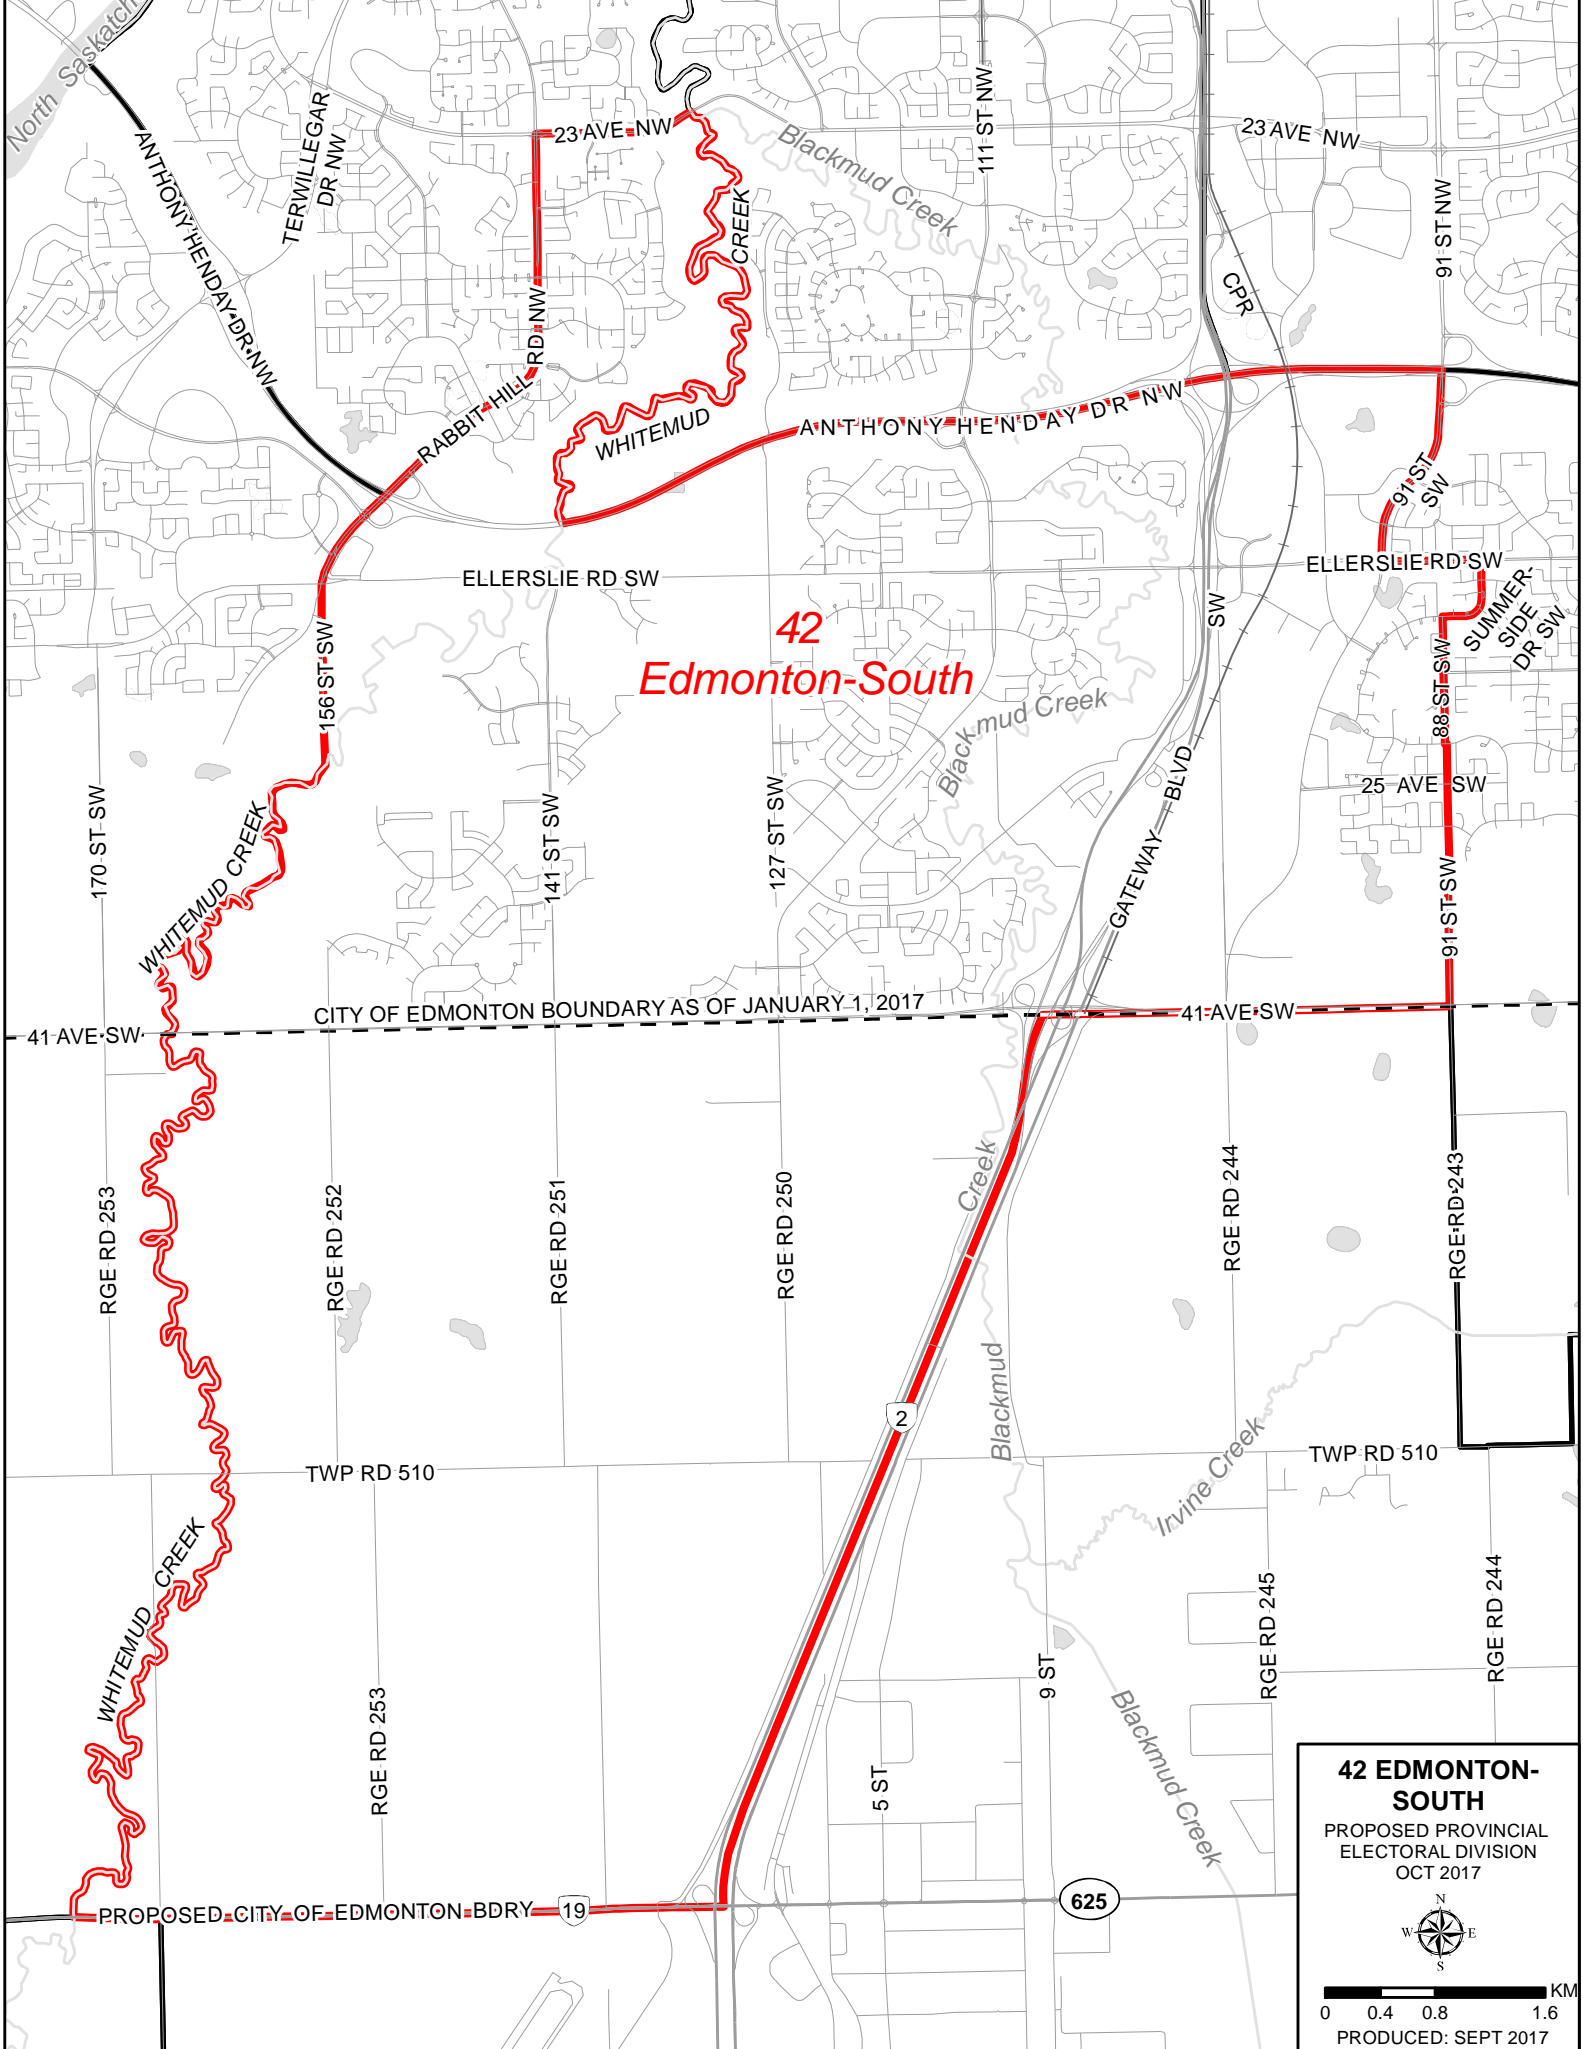 North Saskatch
ANTHONY HENDAY DR NW
TERWILLEGAR
DR NW
23 AVE NW
CREEK
Blackmud Creek
111 ST NW
23 AVE NW
91 ST NW
CPR
RABBIT HILL RD NW
WHITEMUD
ANTHONY HENDAY DR NW
91 ST
SW
ELLERSLIE RD SW
ELLERSLIE RD SW
SUMMER-
SIDE
DR SW
42
Edmonton-South
156 ST SW
SW
88 ST SW
Blackmud Creek
25 AVE SW
170 ST SW
WHITEMUD CREEK
141 ST SW
127 ST SW
GATEWAY BLVD
91 ST SW
CITY OF EDMONTON BOUNDARY AS OF JANUARY 1, 2017
41 AVE SW
41 AVE SW
RGE RD 253
RGE RD 252
RGE RD 251
RGE RD 250
Creek
RGE RD 244
RGE RD 243
Blackmud
2
TWP RD 510
TWP RD 510
Irvine Creek
WHITEMUD CREEK
RGE RD 253
9 ST
RGE RD 245
RGE RD 244
5 ST
Blackmud Creek
PROPOSED CITY OF EDMONTON BDRY
19
625
42 EDMONTON-
SOUTH
PROPOSED PROVINCIAL
ELECTORAL DIVISION
OCT 2017
N
W E
S
KM
0 0.4 0.8 1.6
PRODUCED: SEPT 2017